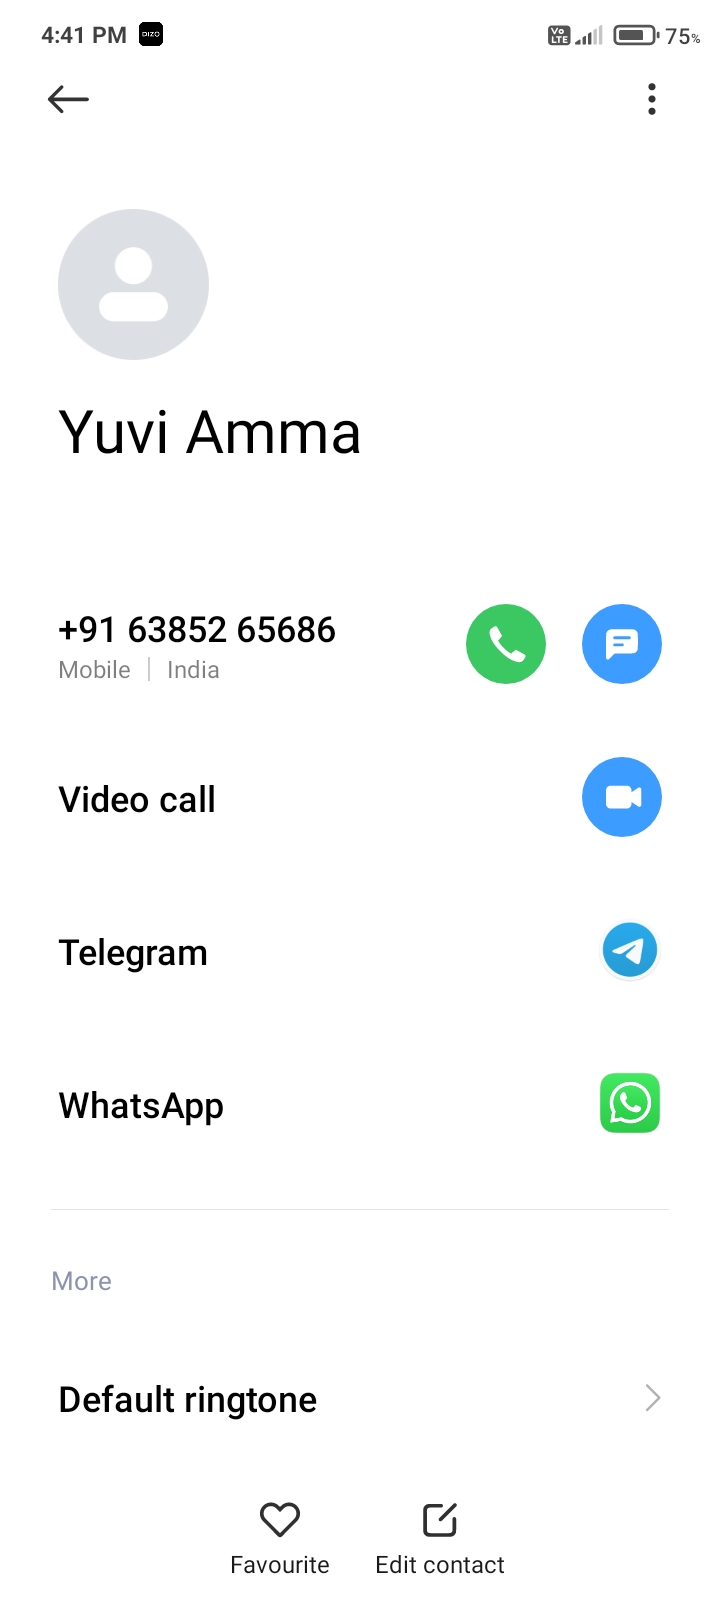 4:41 PM DIZO Vo LTE 75%
Yuvi Amma
+91 63852 65686
Mobile | India
Video call
Telegram
WhatsApp
More
Default ringtone
Favourite Edit contact